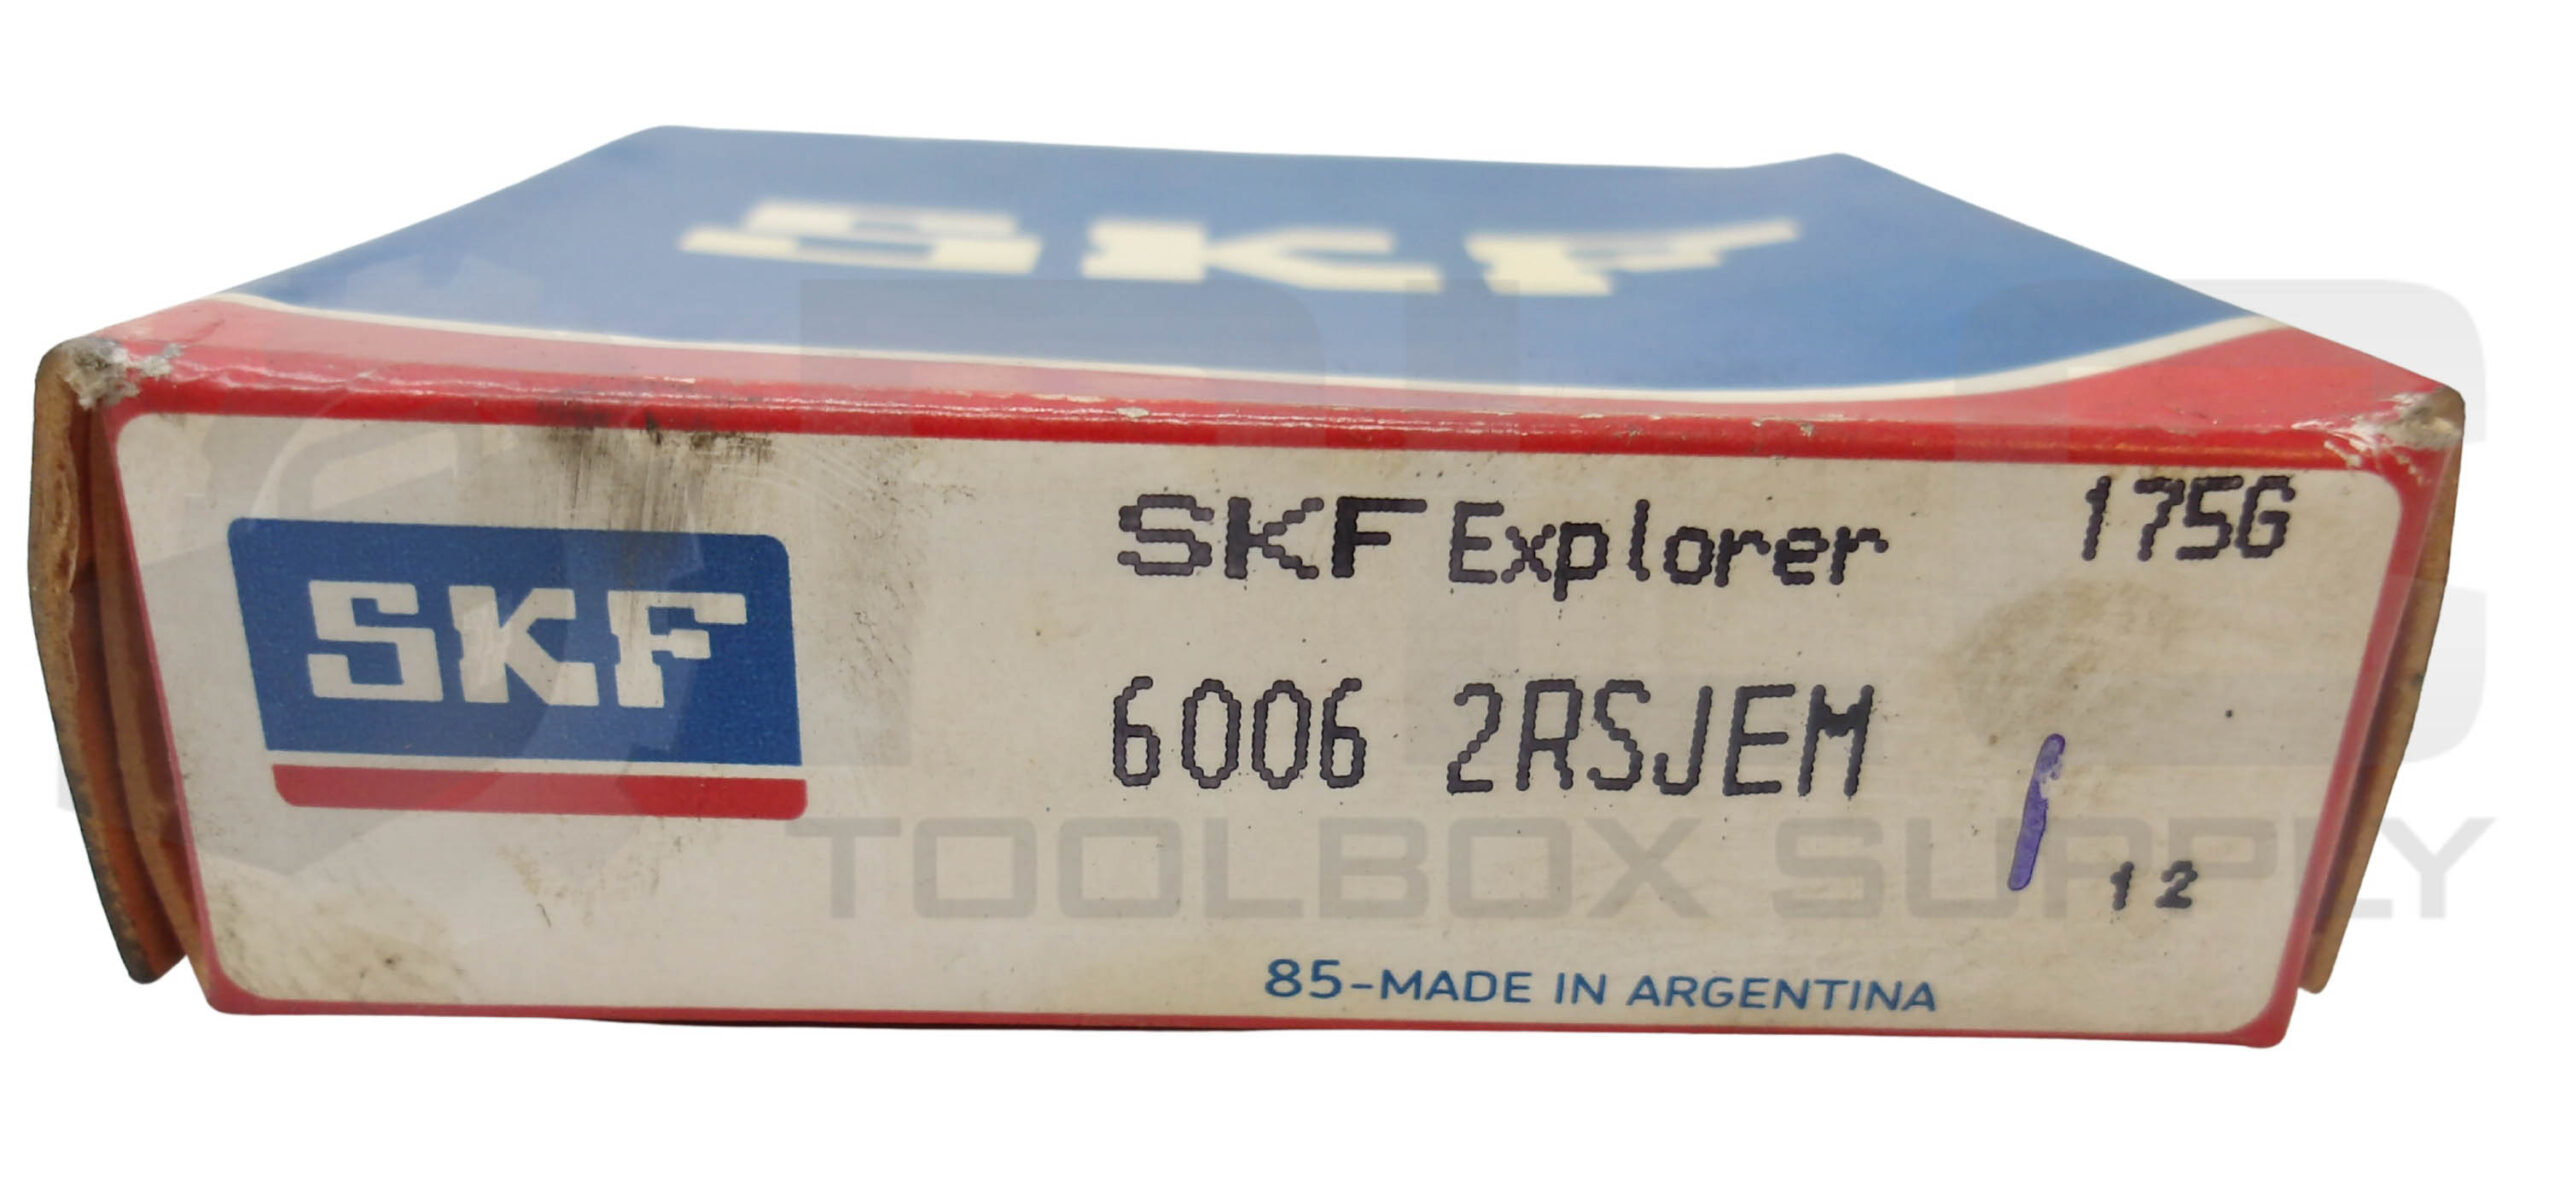 SKF
SKF Explorer 175G
SKF
6006 2RSJEM
12
85-MADE IN ARGENTINA
TOOLBOX SUPPLY